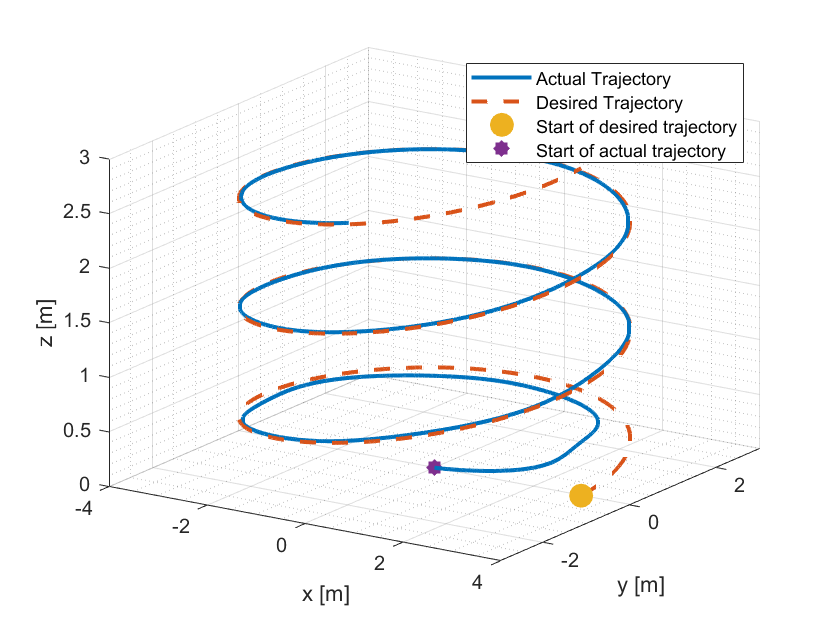 Actual Trajectory
Desired Trajectory
Start of desired trajectory
Start of actual trajectory
3
2.5
2
1.5
1
0.5
0
z [m]
-4
-2
0
2
4
x [m]
-2
0
2
y [m]